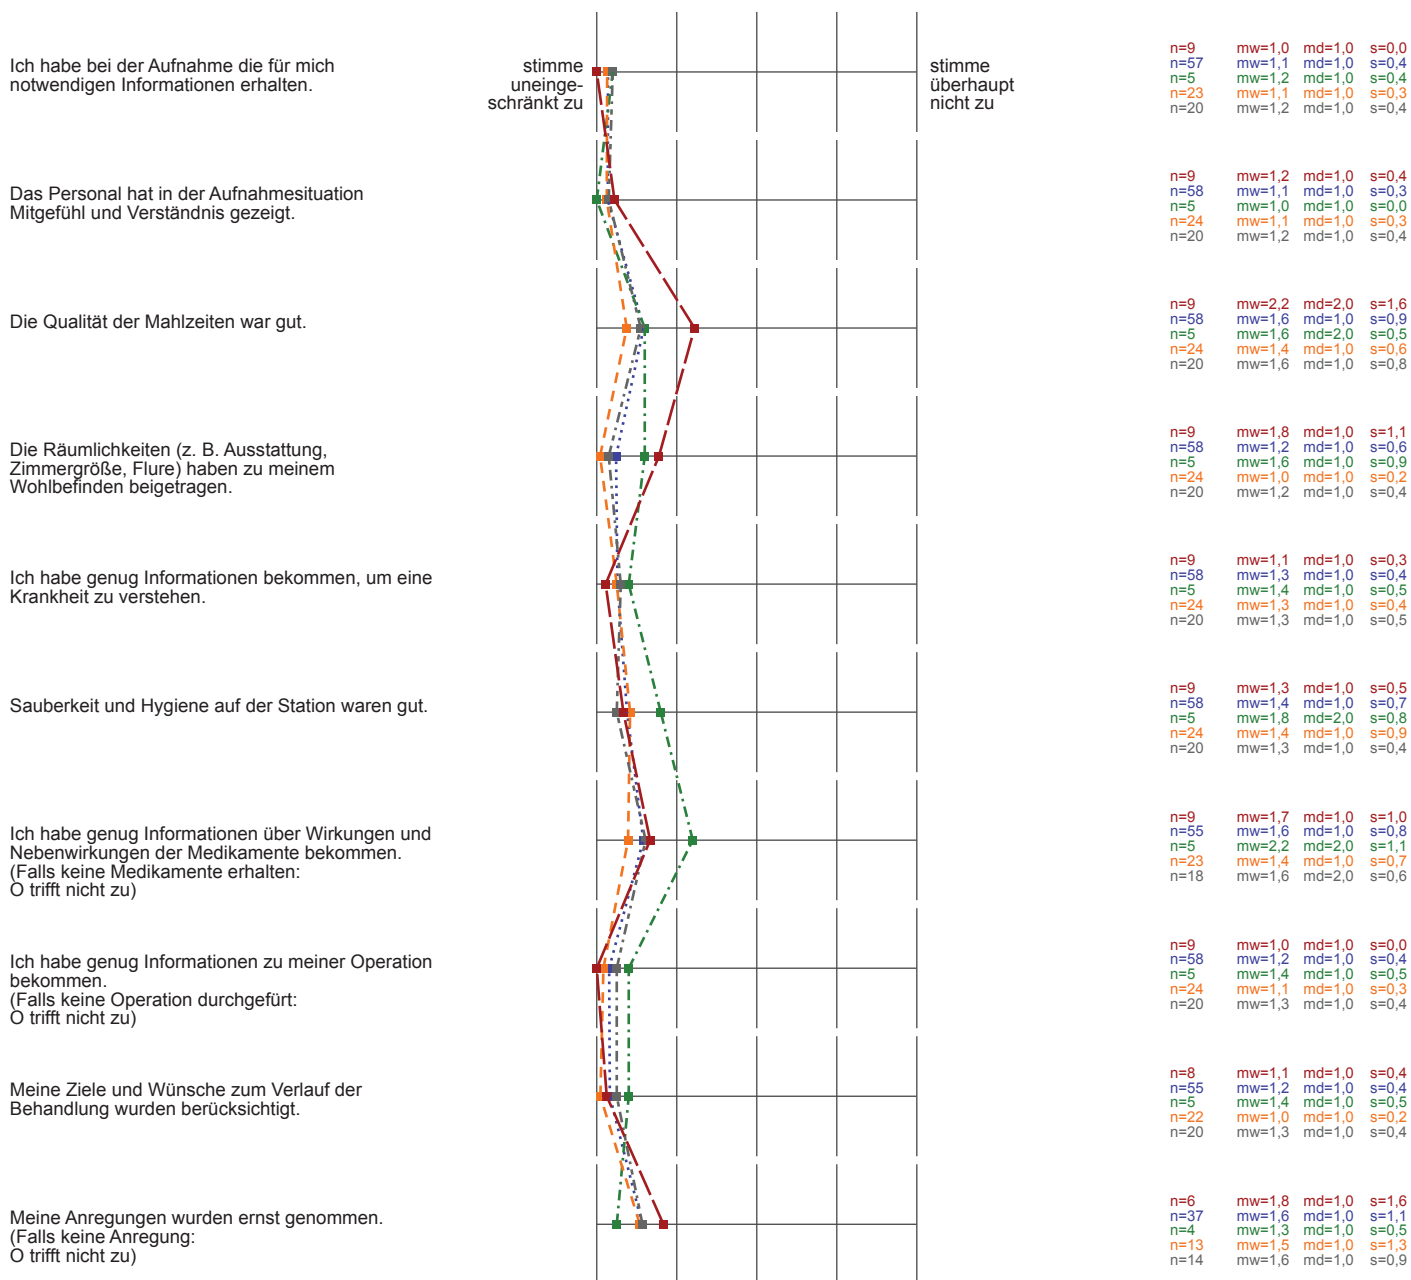 Ich habe bei der Aufnahme die für mich
notwendigen Informationen erhalten.
stimme
uneinge-
schränkt zu
stimme
überhaupt
nicht zu
n=9 mw=1,0 md=1,0 s=0,0
n=57 mw=1,1 md=1,0 s=0,4
n=5 mw=1,2 md=1,0 s=0,4
n=23 mw=1,1 md=1,0 s=0,3
n=20 mw=1,2 md=1,0 s=0,4
Das Personal hat in der Aufnahmesituation
Mitgefühl und Verständnis gezeigt.
n=9 mw=1,2 md=1,0 s=0,4
n=58 mw=1,1 md=1,0 s=0,3
n=5 mw=1,0 md=1,0 s=0,0
n=24 mw=1,1 md=1,0 s=0,3
n=20 mw=1,2 md=1,0 s=0,4
Die Qualität der Mahlzeiten war gut.
n=9 mw=2,2 md=2,0 s=1,6
n=58 mw=1,6 md=1,0 s=0,9
n=5 mw=1,6 md=2,0 s=0,5
n=24 mw=1,4 md=1,0 s=0,6
n=20 mw=1,6 md=1,0 s=0,8
Die Räumlichkeiten (z. B. Ausstattung,
Zimmergröße, Flure) haben zu meinem
Wohlbefinden beigetragen.
n=9 mw=1,8 md=1,0 s=1,1
n=58 mw=1,2 md=1,0 s=0,6
n=5 mw=1,6 md=1,0 s=0,9
n=24 mw=1,0 md=1,0 s=0,2
n=20 mw=1,2 md=1,0 s=0,4
Ich habe genug Informationen bekommen, um eine
Krankheit zu verstehen.
n=9 mw=1,1 md=1,0 s=0,3
n=58 mw=1,3 md=1,0 s=0,4
n=5 mw=1,4 md=1,0 s=0,5
n=24 mw=1,3 md=1,0 s=0,4
n=20 mw=1,3 md=1,0 s=0,5
Sauberkeit und Hygiene auf der Station waren gut.
n=9 mw=1,3 md=1,0 s=0,5
n=58 mw=1,4 md=1,0 s=0,7
n=5 mw=1,8 md=2,0 s=0,8
n=24 mw=1,4 md=1,0 s=0,9
n=20 mw=1,3 md=1,0 s=0,4
Ich habe genug Informationen über Wirkungen und
Nebenwirkungen der Medikamente bekommen.
(Falls keine Medikamente erhalten:
O trifft nicht zu)
n=9 mw=1,7 md=1,0 s=1,0
n=55 mw=1,6 md=1,0 s=0,8
n=5 mw=2,2 md=2,0 s=1,1
n=23 mw=1,4 md=1,0 s=0,7
n=18 mw=1,6 md=2,0 s=0,6
Ich habe genug Informationen zu meiner Operation
bekommen.
(Falls keine Operation durchgefürt:
O trifft nicht zu)
n=9 mw=1,0 md=1,0 s=0,0
n=58 mw=1,2 md=1,0 s=0,4
n=5 mw=1,4 md=1,0 s=0,5
n=24 mw=1,1 md=1,0 s=0,3
n=20 mw=1,3 md=1,0 s=0,4
Meine Ziele und Wünsche zum Verlauf der
Behandlung wurden berücksichtigt.
n=8 mw=1,1 md=1,0 s=0,4
n=55 mw=1,2 md=1,0 s=0,4
n=5 mw=1,4 md=1,0 s=0,5
n=22 mw=1,0 md=1,0 s=0,2
n=20 mw=1,3 md=1,0 s=0,4
Meine Anregungen wurden ernst genommen.
(Falls keine Anregung:
O trifft nicht zu)
n=6 mw=1,8 md=1,0 s=1,6
n=37 mw=1,6 md=1,0 s=1,1
n=4 mw=1,3 md=1,0 s=0,5
n=13 mw=1,5 md=1,0 s=1,3
n=14 mw=1,6 md=1,0 s=0,9